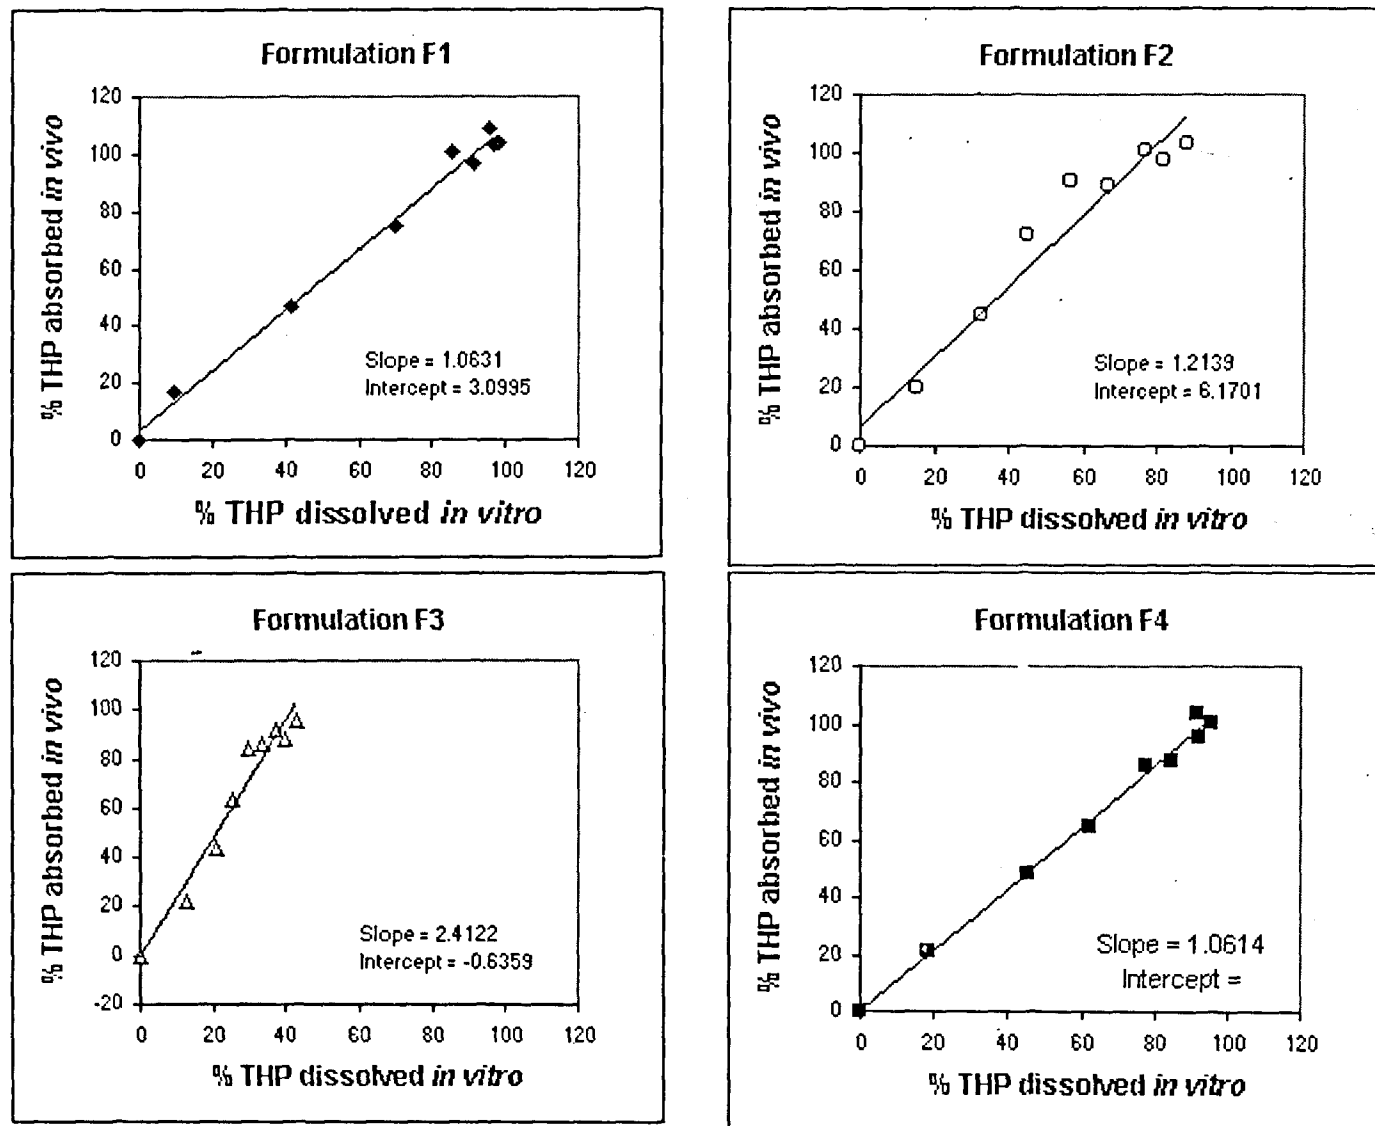 Formulation F1
120
100
80
60
40
20
0
0 20 40 60 80 100 120
% THP absorbed in vivo
% THP dissolved in vitro
Slope = 1.0631
Intercept = 3.0995
Formulation F2
120
100
80
60
40
20
0
0 20 40 60 80 100 120
% THP absorbed in vivo
% THP dissolved in vitro
Slope = 1.2139
Intercept = 6.1701
Formulation F3
120
100
80
60
40
20
0
-20
0 20 40 60 80 100 120
% THP absorbed in vivo
% THP dissolved in vitro
Slope = 2.4122
Intercept = -0.6359
Formulation F4
120
100
80
60
40
20
0
0 20 40 60 80 100 120
% THP absorbed in vivo
% THP dissolved in vitro
Slope = 1.0614
Intercept =